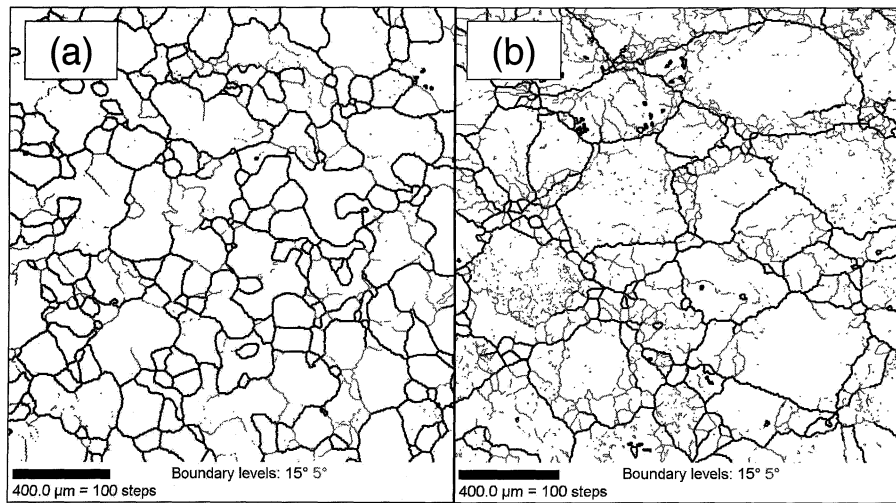 (a)
(b)
Boundary levels: 15° 5°
400.0 µm = 100 steps
Boundary levels: 15° 5°
400.0 µm = 100 steps